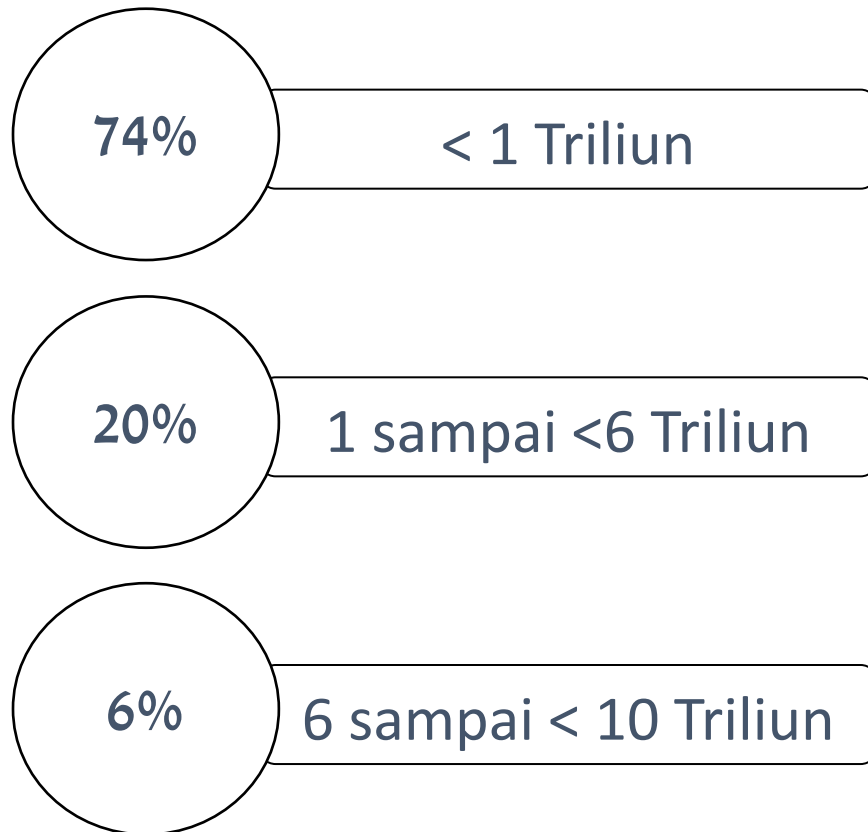 74%
< 1 Triliun
20%
1 sampai <6 Triliun
6%
6 sampai < 10 Triliun